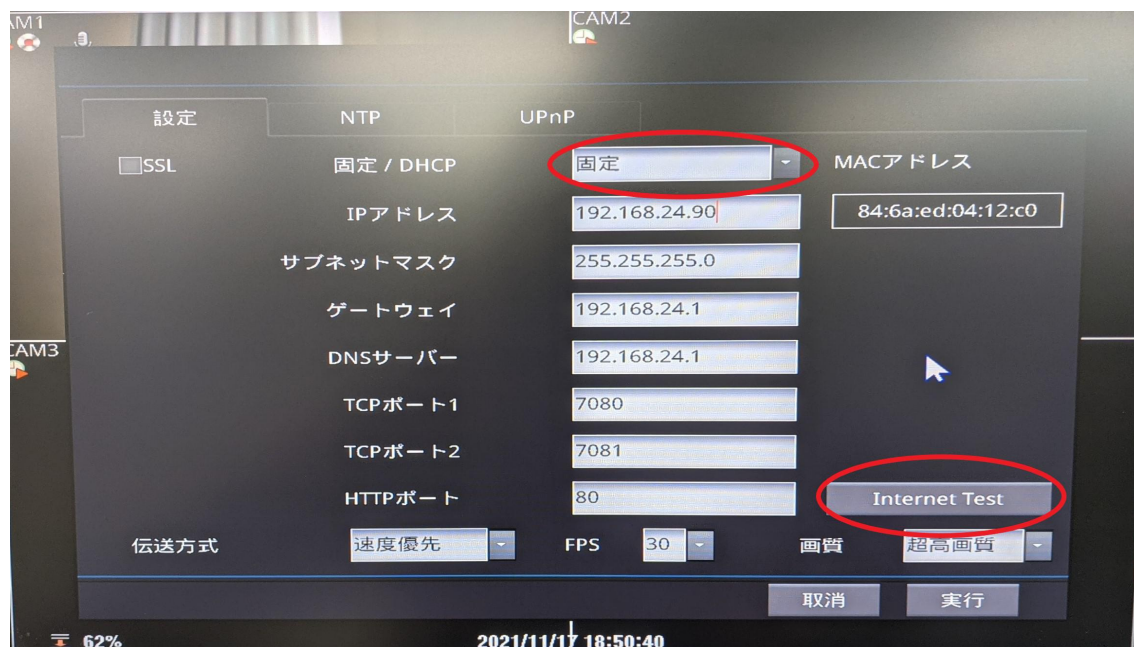 AM1
CAM2
設定 NTP UPnP
SSL 固定 / DHCP 固定 MACアドレス
IPアドレス 192.168.24.90 84:6a:ed:04:12:c0
サブネットマスク 255.255.255.0
ゲートウェイ 192.168.24.1
CAM3
DNSサーバー 192.168.24.1
TCPポート1 7080
TCPポート2 7081
HTTPポート 80 Internet Test
伝送方式 速度優先 FPS 30 画質 超高画質
取消 実行
62% 2021/11/17 18:50:40